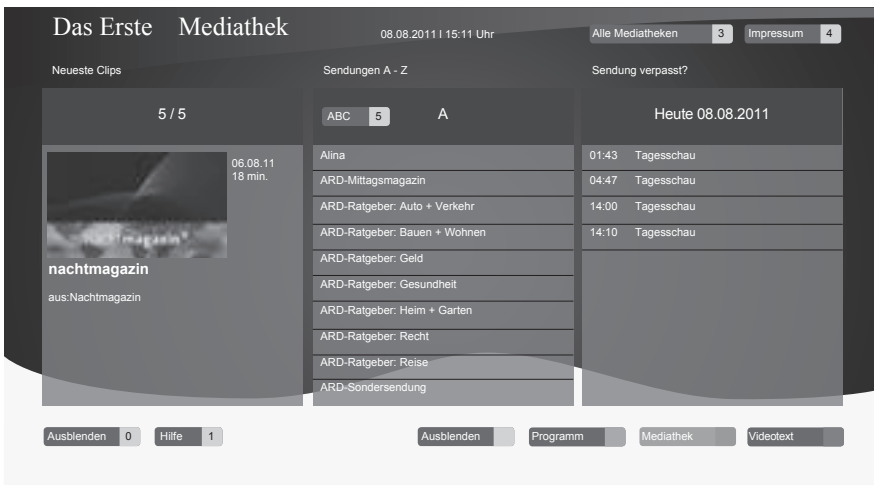 Das Erste Mediathek
08.08.2011 I 15:11 Uhr
Alle Mediatheken 3
Impressum 4
Neueste Clips
5 / 5
06.08.11
18 min.
nachtmagazin
nachtmagazin
aus:Nachtmagazin
Sendungen A - Z
ABC 5
A
Alina
ARD-Mittagsmagazin
ARD-Ratgeber: Auto + Verkehr
ARD-Ratgeber: Bauen + Wohnen
ARD-Ratgeber: Geld
ARD-Ratgeber: Gesundheit
ARD-Ratgeber: Heim + Garten
ARD-Ratgeber: Recht
ARD-Ratgeber: Reise
ARD-Sondersendung
Sendung verpasst?
Heute 08.08.2011
01:43 Tagesschau
04:47 Tagesschau
14:00 Tagesschau
14:10 Tagesschau
Ausblenden 0
Hilfe 1
Ausblenden
Programm
Mediathek
Videotext